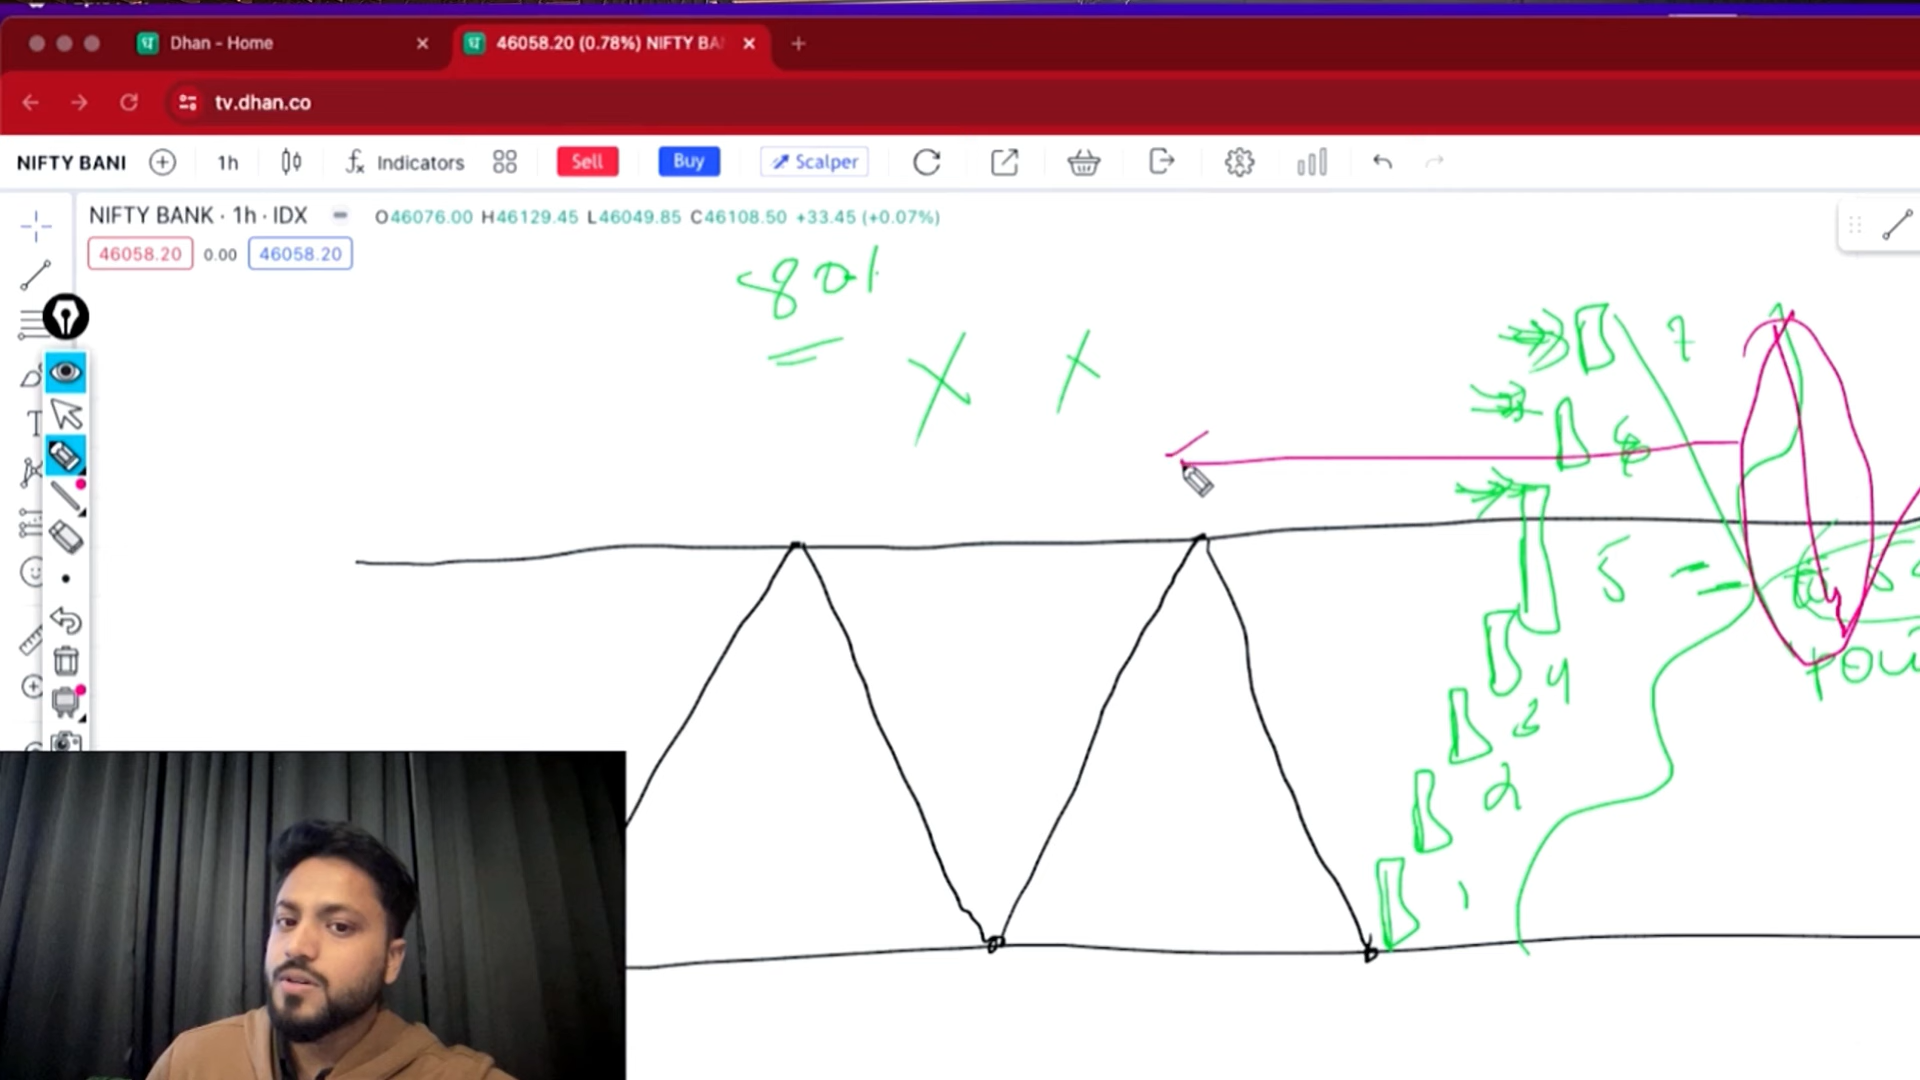 Dhan - Home
46058.20 (0.78%) NIFTY BA
tv.dhan.co
NIFTY BANI
1h
Indicators
Sell
Buy
Scalper
NIFTY BANK · 1h · IDX
O46076.00 H46129.45 L46049.85 C46108.50 +33.45 (+0.07%)
46058.20 0.00 46058.20
7
6
5 =
4
3
2
1